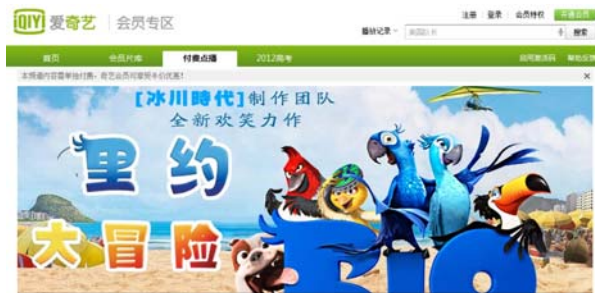 iQIYI 爱奇艺 会员专区
注册 登录 会员特权 开通会员
播放记录
搜索
首页 会员片库 付费点播 2012高考
本频道内容需单独付费，奇艺会员可享受半价优惠！
[冰川時代]制作团队
全新欢笑力作
里约
大冒险
Rio